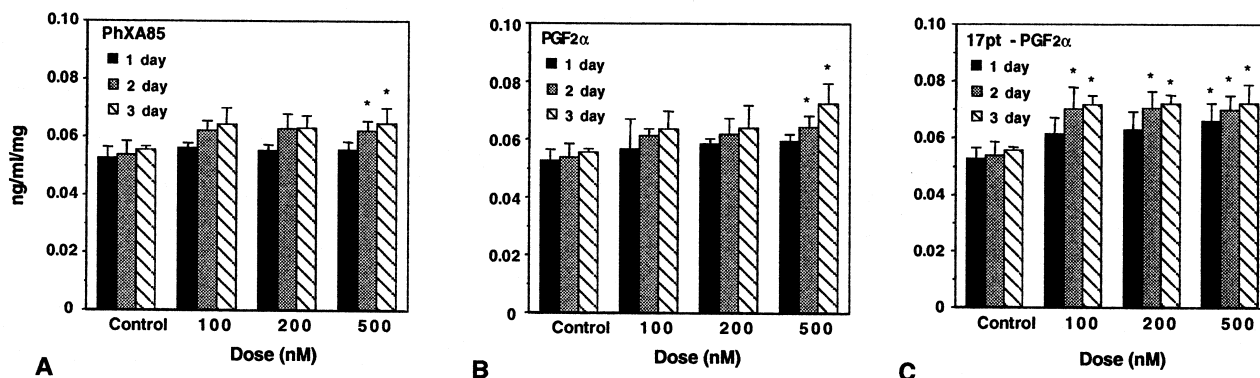 PhXA85
1 day
2 day
3 day
0.10
0.08
0.06
0.04
0.02
0
ng/ml/mg
* *
Control 100 200 500
Dose (nM)
A
PGF2α
1 day
2 day
3 day
0.10
0.08
0.06
0.04
0.02
0
* *
Control 100 200 500
Dose (nM)
B
17pt - PGF2α
1 day
2 day
3 day
0.10
0.08
0.06
0.04
0.02
0
* * * * * * *
Control 100 200 500
Dose (nM)
C